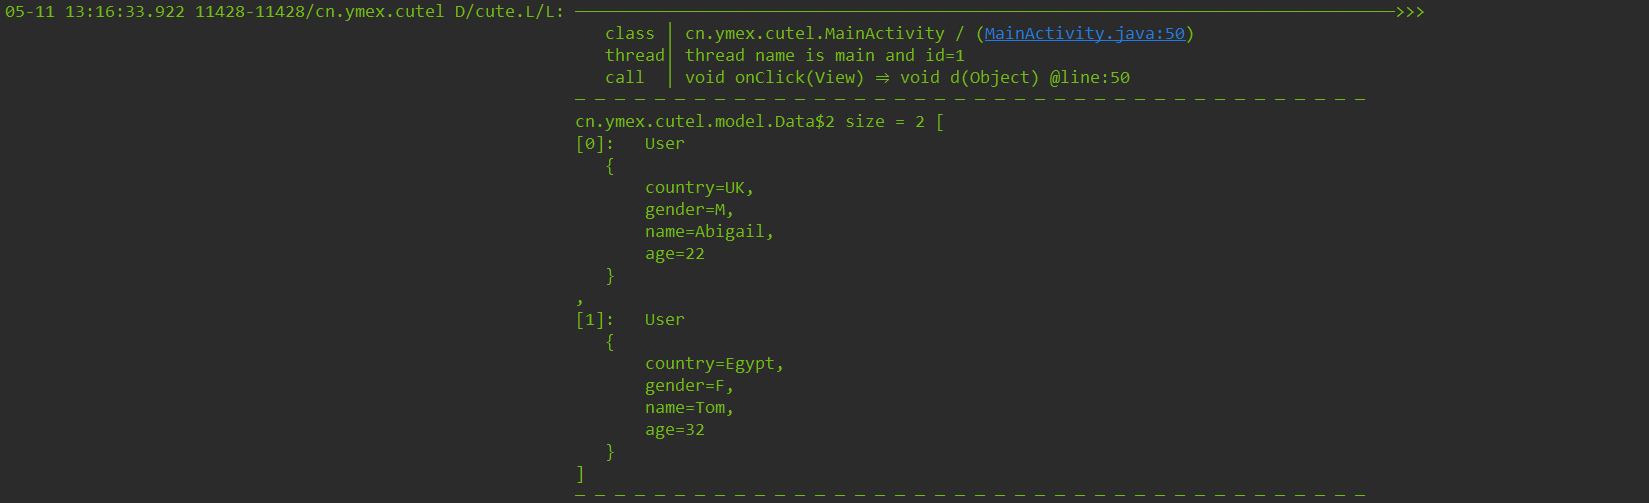 05-11 13:16:33.922 11428-11428/cn.ymex.cutel D/cute.L/L: ────────────────────────────────────────>>>
class │ cn.ymex.cutel.MainActivity / (MainActivity.java:50)
thread│ thread name is main and id=1
call │ void onClick(View) ⇒ void d(Object) @line:50
─ ─ ─ ─ ─ ─ ─ ─ ─ ─ ─ ─ ─ ─ ─ ─ ─ ─ ─ ─ ─ ─ ─ ─ ─ ─ ─ ─ ─ ─ ─ ─ ─ ─ ─ ─ ─ ─ ─ ─
cn.ymex.cutel.model.Data$2 size = 2 [
[0]: User
{
country=UK,
gender=M,
name=Abigail,
age=22
}
,
[1]: User
{
country=Egypt,
gender=F,
name=Tom,
age=32
}
]
─ ─ ─ ─ ─ ─ ─ ─ ─ ─ ─ ─ ─ ─ ─ ─ ─ ─ ─ ─ ─ ─ ─ ─ ─ ─ ─ ─ ─ ─ ─ ─ ─ ─ ─ ─ ─ ─ ─ ─